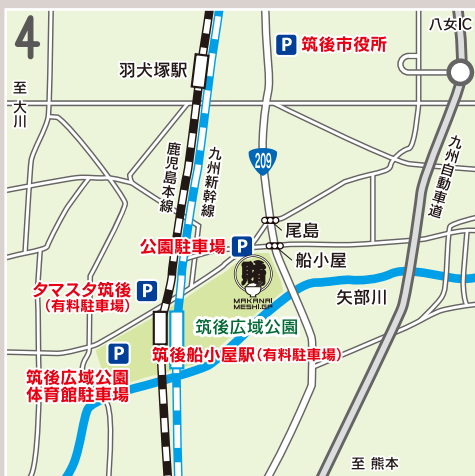 4
八女IC
P 筑後市役所
羽犬塚駅
至大川
鹿児島本線
九州新幹線
209
九州自動車道
尾島
公園駐車場 P
船小屋
賄
MAKANAI
MESHI.GP
タマスタ筑後
(有料駐車場)
P
矢部川
筑後広域公園
筑後船小屋駅(有料駐車場)
P
筑後広域公園
体育館駐車場
至 熊本